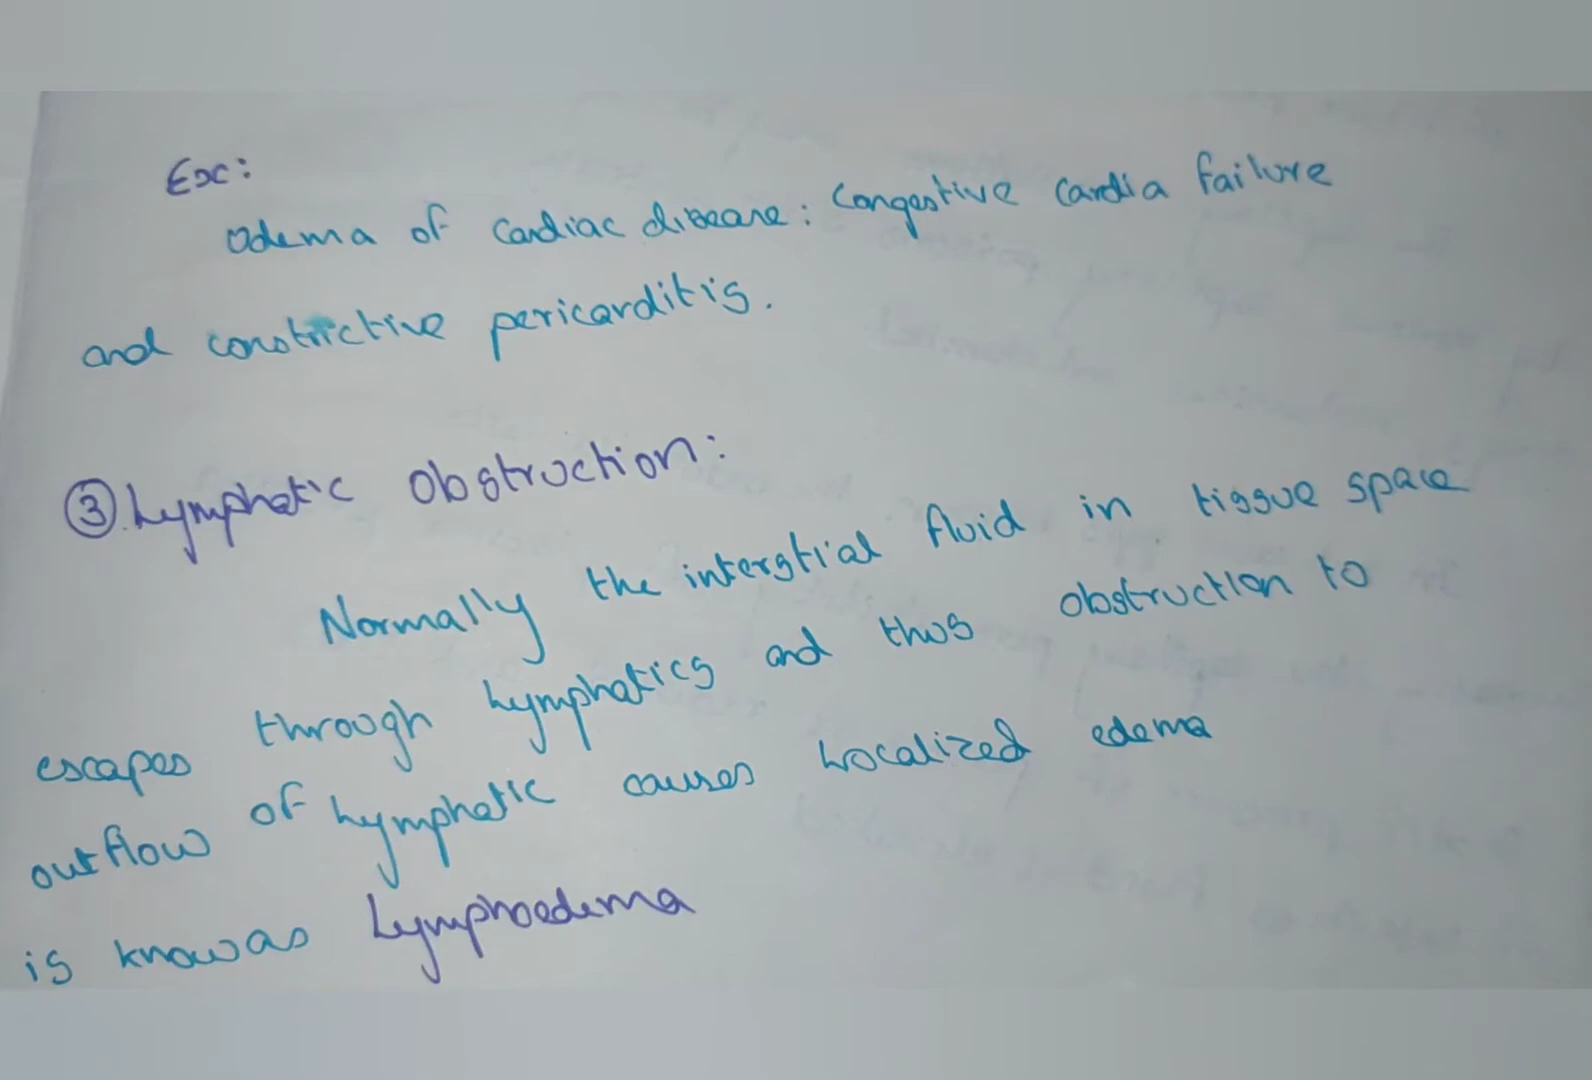 Ex:
Odema of cardiac disease: Congestive cardia failure
and constrictive pericarditis.
③ Lymphatic obstruction:
Normally the interstial fluid in tissue space
escapes through lymphatics and thus obstruction to
outflow of lymphatic causes localized edema
is know as Lymphoedema